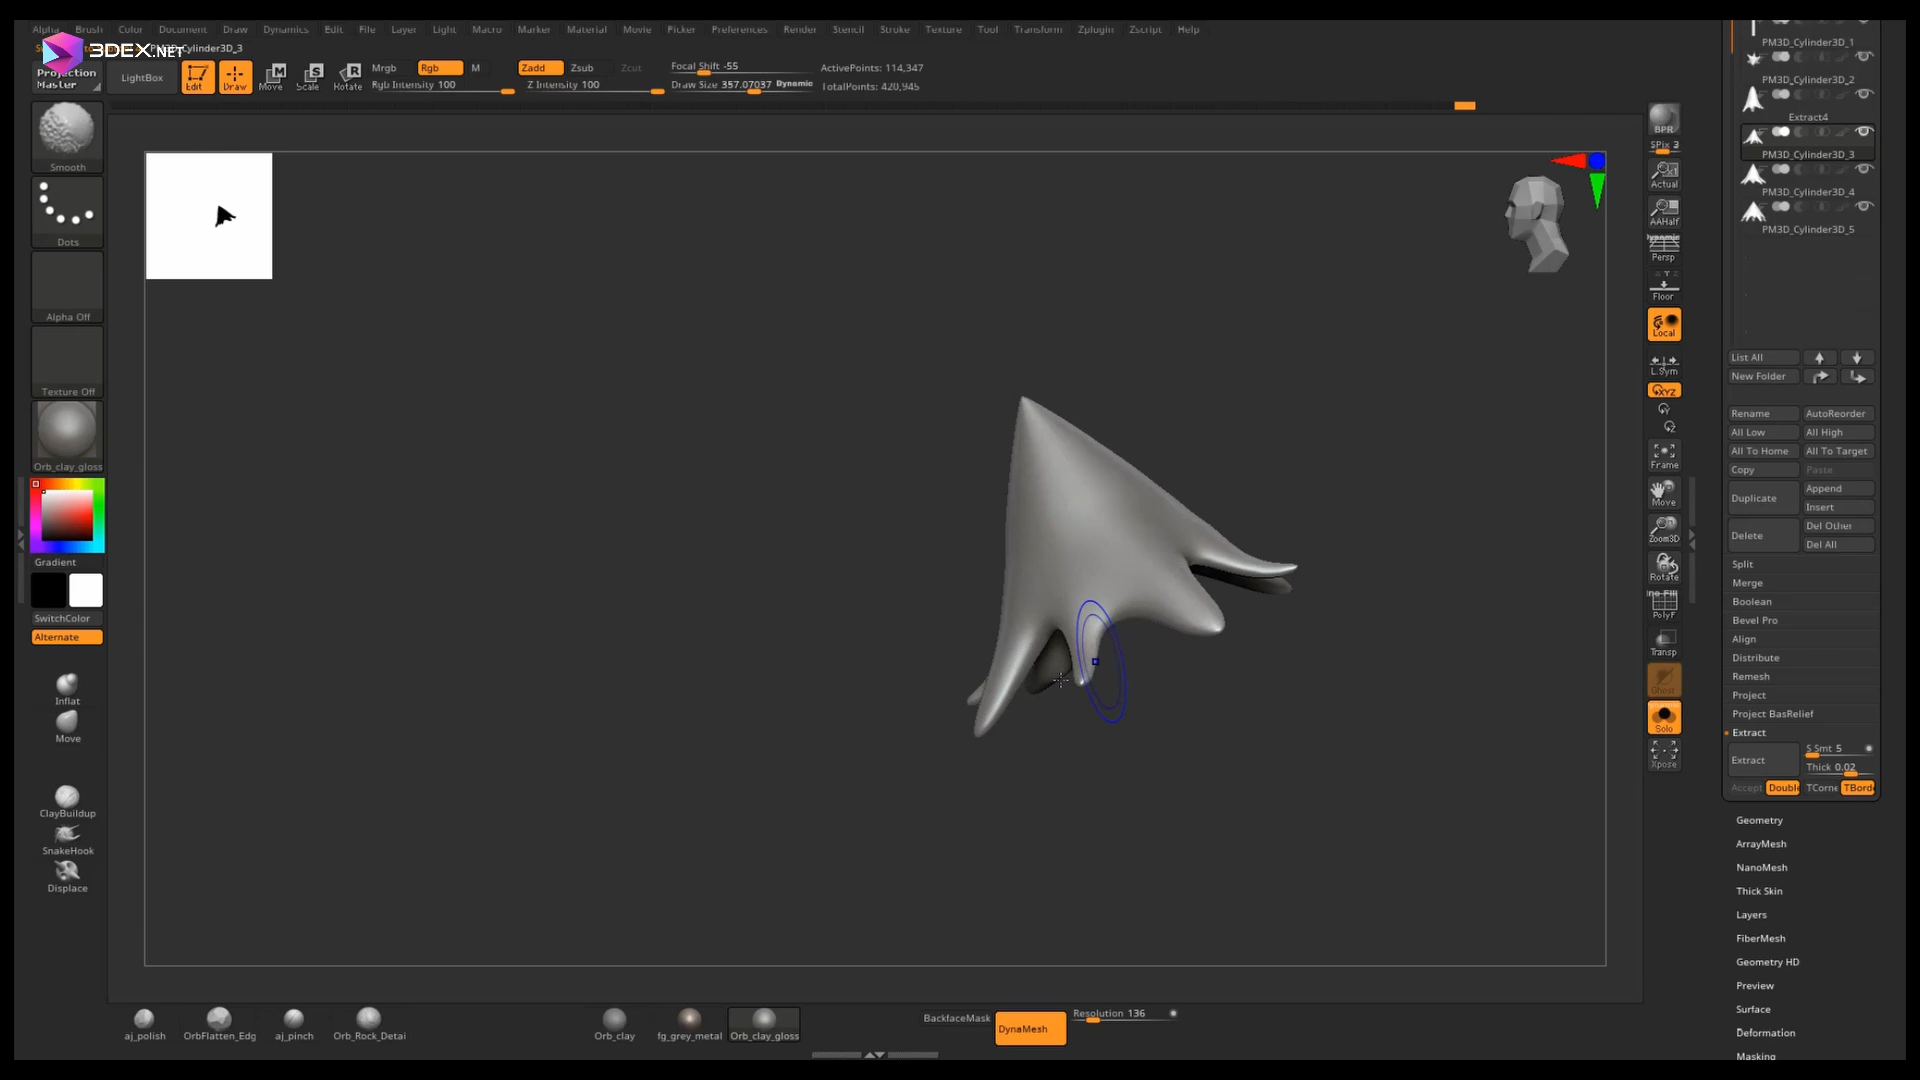 Alpha Brush Color Document Draw Dynamics Edit File Layer Light Macro Marker Material Movie Picker Preferences Render Stencil Stroke Texture Tool Transform Zplugin Zscript Help
3DEX.NET
PM3D_Cylinder3D_3
Projection
Master
LightBox
Edit
Draw
Move
Scale
Rotate
Mrgb
Rgb
M
Rgb Intensity 100
Zadd
Zsub
Zcut
Z Intensity 100
Focal Shift -55
Draw Size 357.07037
Dynamic
ActivePoints: 114,347
TotalPoints: 420,945
Smooth
Dots
Alpha Off
Texture Off
Orb_clay_gloss
Gradient
SwitchColor
Alternate
Inflat
Move
ClayBuildup
SnakeHook
Displace
BPR
SPix 3
Actual
AAHalf
Dynamic
Persp
Floor
Local
L.Sym
XYZ
Frame
Move
Zoom3D
Rotate
PolyF
Transp
Ghost
Solo
Xpose
PM3D_Cylinder3D_1
PM3D_Cylinder3D_2
Extract4
PM3D_Cylinder3D_3
PM3D_Cylinder3D_4
PM3D_Cylinder3D_5
List All
New Folder
Rename
AutoReorder
All Low
All High
All To Home
All To Target
Copy
Paste
Duplicate
Append
Insert
Delete
Del Other
Del All
Split
Merge
Boolean
Bevel Pro
Align
Distribute
Remesh
Project
Project BasRelief
Extract
Extract
S Smt 5
Thick 0.02
Accept
Doubl
TCorne
TBord
Geometry
ArrayMesh
NanoMesh
Thick Skin
Layers
FiberMesh
Geometry HD
Preview
Surface
Deformation
Masking
aj_polish
OrbFlatten_Edg
aj_pinch
Orb_Rock_Detai
Orb_clay
fg_grey_metal
Orb_clay_gloss
BackfaceMask
DynaMesh
Resolution 136